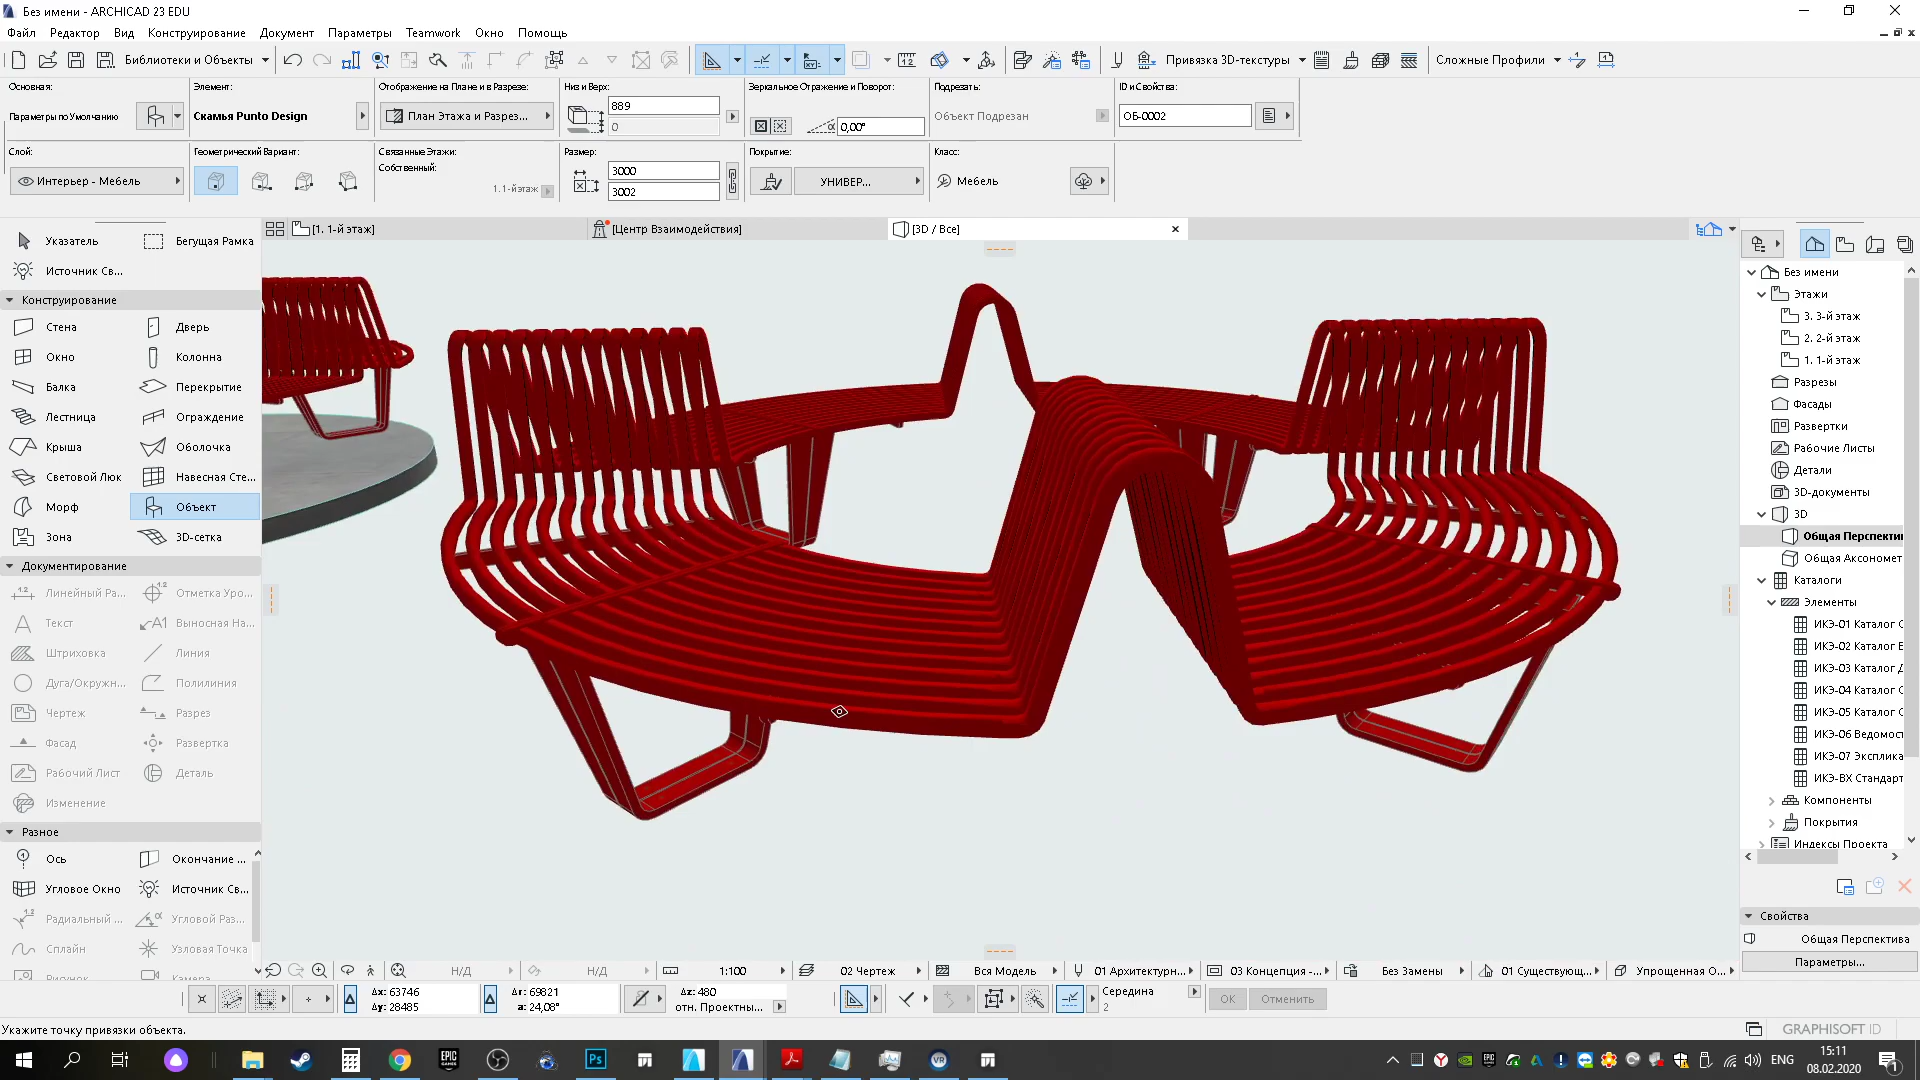 Без имени - ARCHICAD 23 EDU
Файл Редактор Вид Конструирование Документ Параметры Teamwork Окно Помощь
Библиотеки и Объекты
Привязка 3D-текстуры
Сложные Профили
Основная:
Параметры по Умолчанию
Элемент:
Скамья Punto Design
Отображение на Плане и в Разрезе:
План Этажа и Разрез...
Низ и Верх:
889
0
Зеркальное Отражение и Поворот:
0,00°
Подрезать:
Объект Подрезан
ID и Свойства:
ОБ-0002
Слой:
Интерьер - Мебель
Геометрический Вариант:
Связанные Этажи:
Собственный:
1.1-йэтаж
Размер:
3000
3002
Покрытие:
УНИВЕР...
Класс:
Мебель
[1. 1-й этаж]
[Центр Взаимодействия]
[3D / Все]
Указатель
Бегущая Рамка
Источник Св...
Конструирование
Стена
Дверь
Окно
Колонна
Балка
Перекрытие
Лестница
Ограждение
Крыша
Оболочка
Световой Люк
Навесная Сте...
Морф
Объект
Зона
3D-сетка
Документирование
Линейный Ра...
Отметка Уро...
Текст
Выносная На...
Штриховка
Линия
Дуга/Окружн...
Полилиния
Чертеж
Разрез
Фасад
Развертка
Рабочий Лист
Деталь
Изменение
Разное
Ось
Окончание ...
Угловое Окно
Источник Св...
Радиальный ...
Угловой Раз...
Сплайн
Узловая Точка
Рисунок
Камера
Без имени
Этажи
3. 3-й этаж
2. 2-й этаж
1. 1-й этаж
Разрезы
Фасады
Развертки
Рабочие Листы
Детали
3D-документы
3D
Общая Перспекти
Общая Аксономет
Каталоги
Элементы
ИКЭ-01 Каталог С
ИКЭ-02 Каталог Е
ИКЭ-03 Каталог Д
ИКЭ-04 Каталог С
ИКЭ-05 Каталог С
ИКЭ-06 Ведомост
ИКЭ-07 Эксплика
ИКЭ-ВХ Стандарт
Компоненты
Покрытия
Индексы Проекта
Свойства
Общая Перспектива
Параметры...
Н/Д
Н/Д
1:100
02 Чертеж
Вся Модель
01 Архитектурн...
03 Концепция -...
Без Замены
01 Существующ...
Упрощенная О...
Δx: 63746
Δy: 28485
Δr: 69821
a: 24,08°
Δz: 480
отн. Проектны...
Середина
2
ОК
Отменить
Укажите точку привязки объекта.
GRAPHISOFT ID
EPIC GAMES
Ps
VR
ENG
15:11
08.02.2020
1